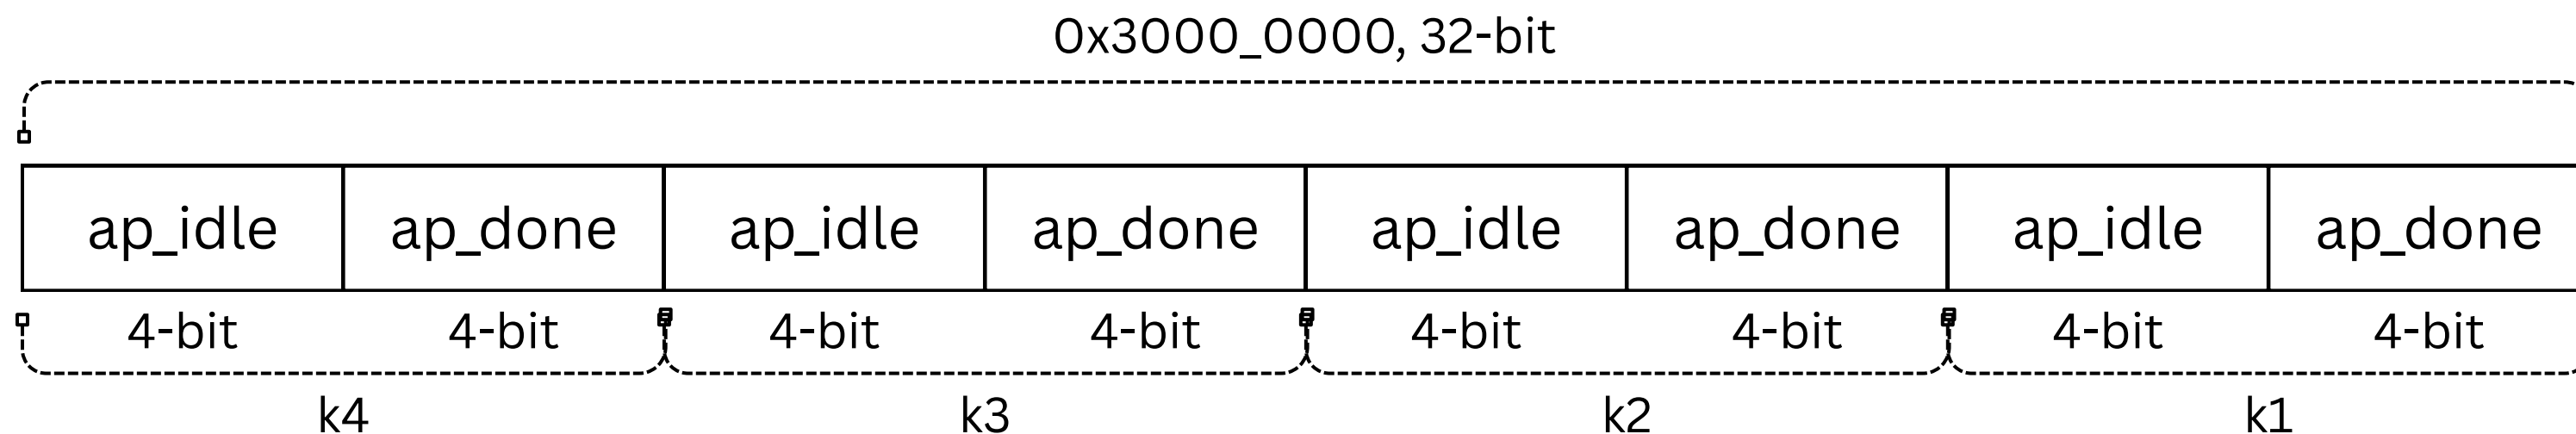 0x3000_0000, 32-bit
ap_idle ap_done ap_idle ap_done ap_idle ap_done ap_idle ap_done
4-bit 4-bit 4-bit 4-bit 4-bit 4-bit 4-bit 4-bit
k4 k3 k2 k1